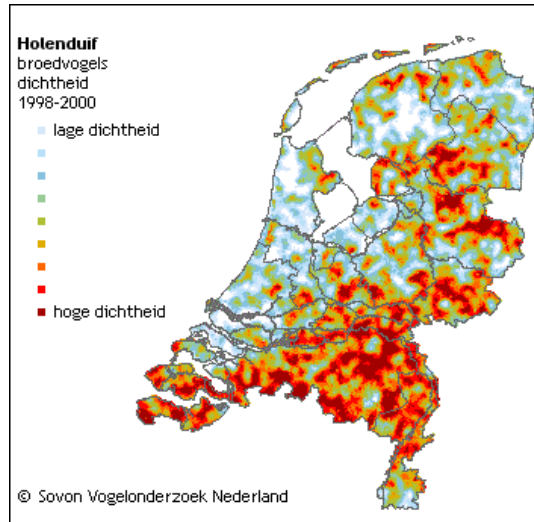 Holenduif
broedvogels
dichtheid
1998-2000
lage dichtheid
hoge dichtheid
© Sovon Vogelonderzoek Nederland